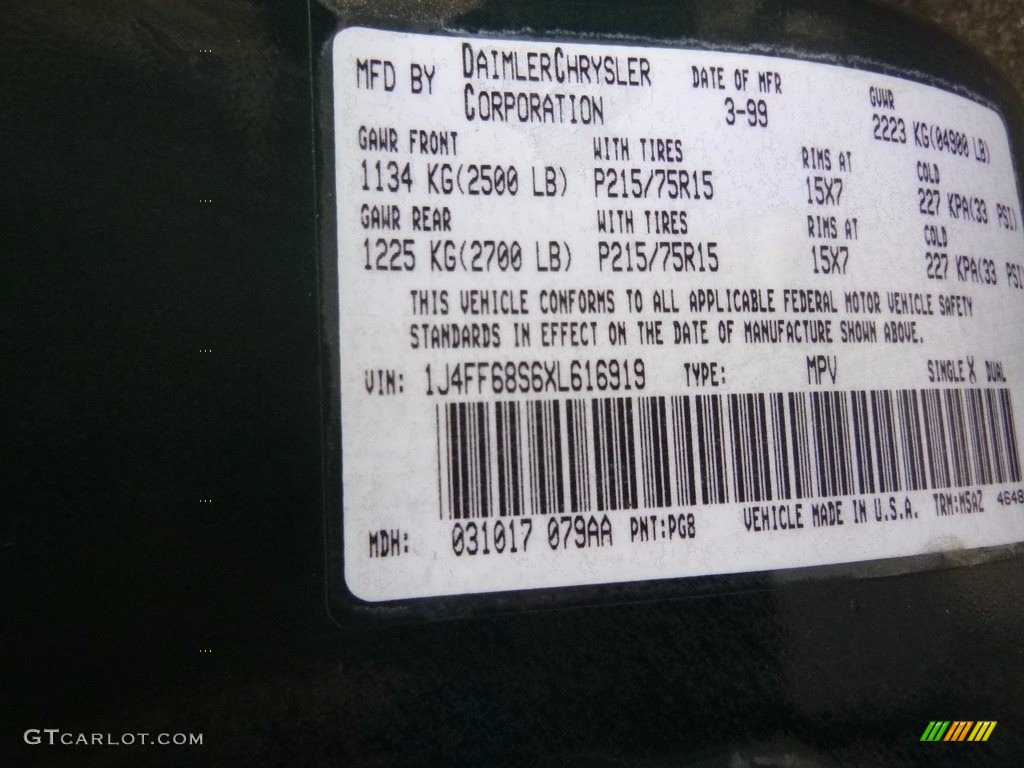 MFD BY DAIMLERCHRYSLER CORPORATION DATE OF MFR 3-99 GVWR 2223 KG(04900 LB)
GAWR FRONT WITH TIRES RIMS AT COLD
1134 KG(2500 LB) P215/75R15 15X7 227 KPA(33 PSI)
GAWR REAR WITH TIRES RIMS AT COLD
1225 KG(2700 LB) P215/75R15 15X7 227 KPA(33 PSI
THIS VEHICLE CONFORMS TO ALL APPLICABLE FEDERAL MOTOR VEHICLE SAFETY
STANDARDS IN EFFECT ON THE DATE OF MANUFACTURE SHOWN ABOVE.
VIN: 1J4FF68S6XL616919 TYPE: MPV SINGLE X DUAL
MDH: 031017 079AA PNT:PG8 VEHICLE MADE IN U.S.A. TRM:M5AZ 4648
GTCARLOT.COM